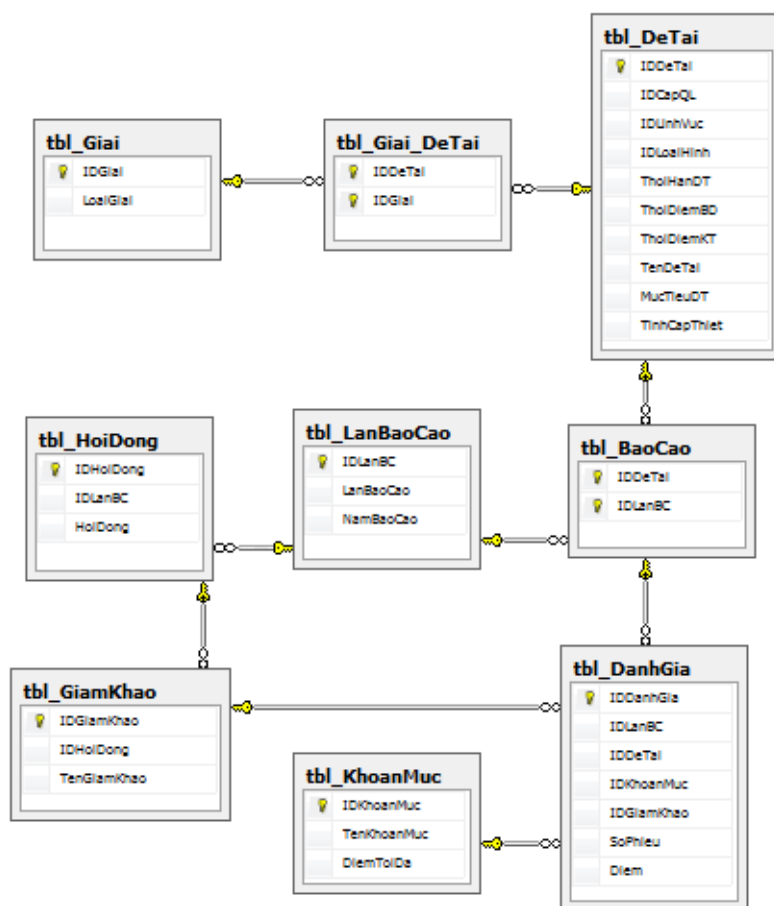 tbl_DeTai
IDDeTai
IDCapQL
IDLinhVuc
IDLoaiHinh
ThoiHanDT
ThoiDiemBD
ThoiDiemKT
TenDeTai
MucTieuDT
TinhCapThiet
tbl_Giai
IDGiai
LoaiGiai
tbl_Giai_DeTai
IDDeTai
IDGiai
tbl_HoiDong
IDHoiDong
IDLanBC
HoiDong
tbl_LanBaoCao
IDLanBC
LanBaoCao
NamBaoCao
tbl_BaoCao
IDDeTai
IDLanBC
tbl_GiamKhao
IDGiamKhao
IDHoiDong
TenGiamKhao
tbl_KhoanMuc
IDKhoanMuc
TenKhoanMuc
DiemToiDa
tbl_DanhGia
IDDanhGia
IDLanBC
IDDeTai
IDKhoanMuc
IDGiamKhao
SoPhieu
Diem